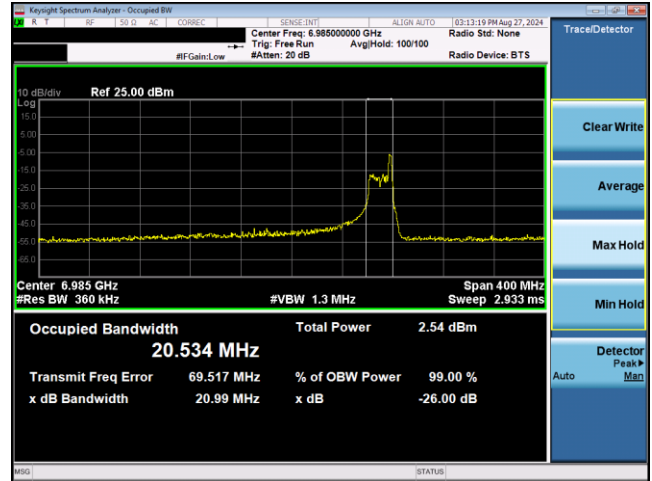 Keysight Spectrum Analyzer - Occupied BW
R T RF 50 Ω AC CORREC SENSE:INT ALIGN AUTO 03:13:19 PM Aug 27, 2024
Center Freq: 6.985000000 GHz Radio Std: None
Trig: Free Run Avg|Hold: 100/100
#IFGain:Low #Atten: 20 dB Radio Device: BTS
Trace/Detector
10 dB/div Ref 25.00 dBm
Log
15.0
5.00
-5.00
-15.0
-25.0
-35.0
-45.0
-55.0
-65.0
Center 6.985 GHz Span 400 MHz
#Res BW 360 kHz #VBW 1.3 MHz Sweep 2.933 ms
Occupied Bandwidth Total Power 2.54 dBm
20.534 MHz
Transmit Freq Error 69.517 MHz % of OBW Power 99.00 %
x dB Bandwidth 20.99 MHz x dB -26.00 dB
Clear Write
Average
Max Hold
Min Hold
Detector
Peak▶
Auto Man
MSG STATUS